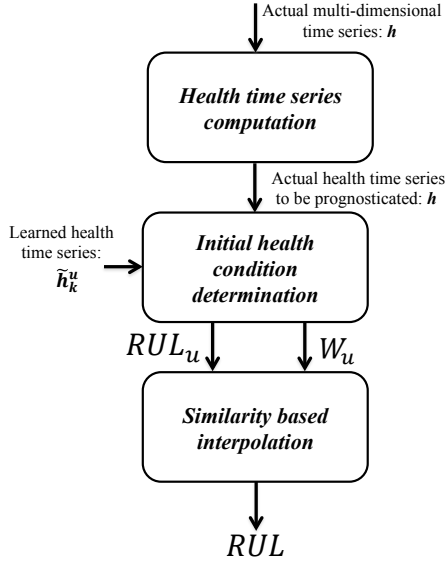 Actual multi-dimensional
time series: h
Health time series
computation
Actual health time series
to be prognosticated: h
Learned health
time series:
h̃ᵘₖ
Initial health
condition
determination
RULᵤ
Wᵤ
Similarity based
interpolation
RUL